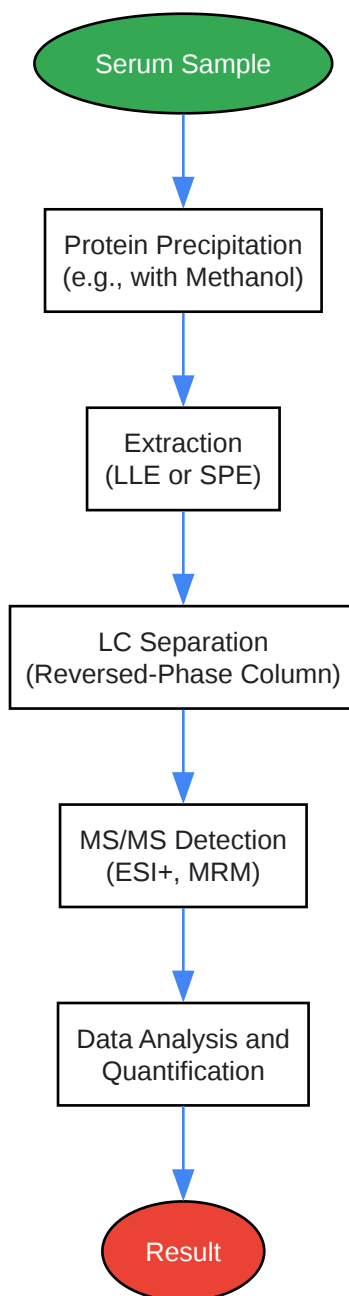 Serum Sample
Protein Precipitation
(e.g., with Methanol)
Extraction
(LLE or SPE)
LC Separation
(Reversed-Phase Column)
MS/MS Detection
(ESI+, MRM)
Data Analysis and
Quantification
Result